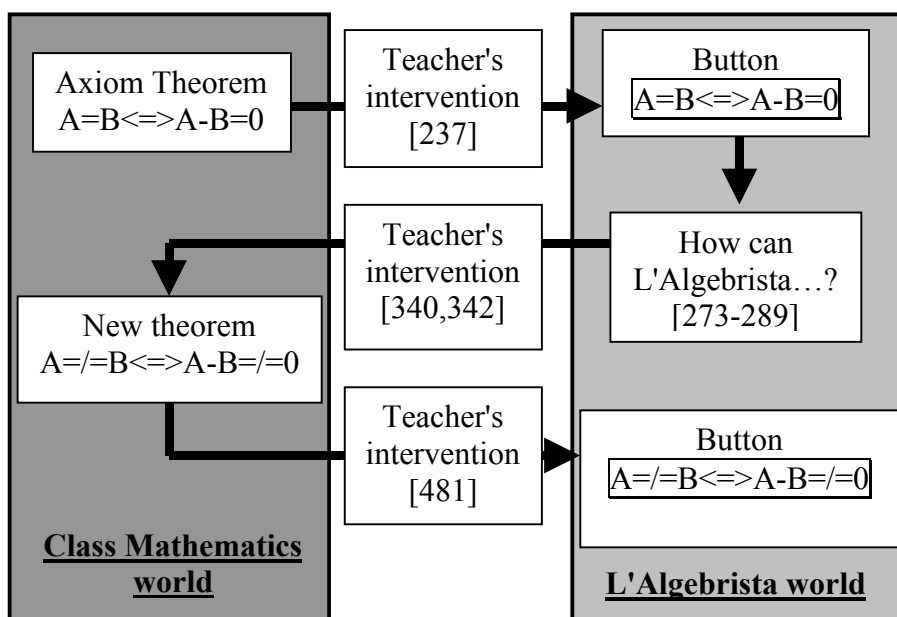 Axiom Theorem
A=B<=>A-B=0
Teacher's
intervention
[237]
Button
A=B<=>A-B=0
How can
L'Algebrista…?
[273-289]
Teacher's
intervention
[340,342]
New theorem
A=/=B<=>A-B=/=0
Teacher's
intervention
[481]
Button
A=/=B<=>A-B=/=0
Class Mathematics
world
L'Algebrista world